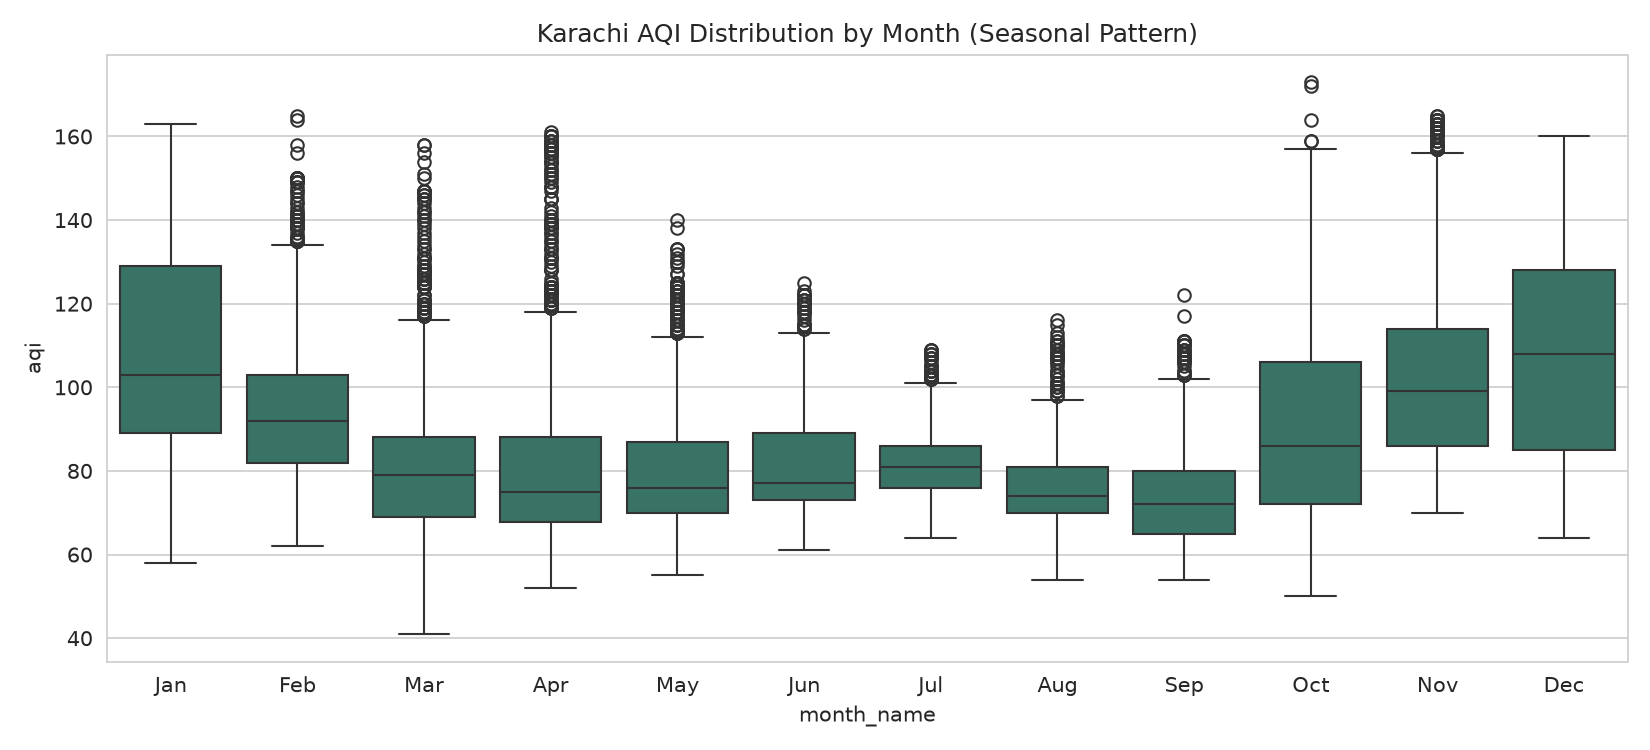 Karachi AQI Distribution by Month (Seasonal Pattern)
aqi
160
140
120
100
80
60
40
Jan Feb Mar Apr May Jun Jul Aug Sep Oct Nov Dec
month_name